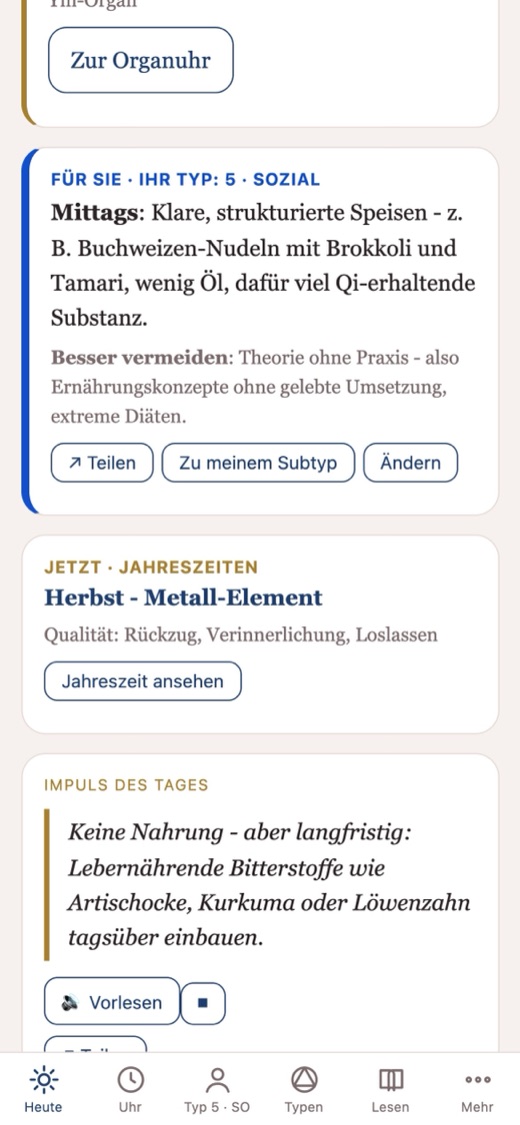 Yin-Organ
Zur Organuhr
FÜR SIE · IHR TYP: 5 · SOZIAL
Mittags: Klare, strukturierte Speisen - z.
B. Buchweizen-Nudeln mit Brokkoli und
Tamari, wenig Öl, dafür viel Qi-erhaltende
Substanz.
Besser vermeiden: Theorie ohne Praxis - also
Ernährungskonzepte ohne gelebte Umsetzung,
extreme Diäten.
↗ Teilen Zu meinem Subtyp Ändern
JETZT · JAHRESZEITEN
Herbst - Metall-Element
Qualität: Rückzug, Verinnerlichung, Loslassen
Jahreszeit ansehen
IMPULS DES TAGES
Keine Nahrung - aber langfristig:
Lebernährende Bitterstoffe wie
Artischocke, Kurkuma oder Löwenzahn
tagsüber einbauen.
Vorlesen
Heute Uhr Typ 5 · SO Typen Lesen Mehr